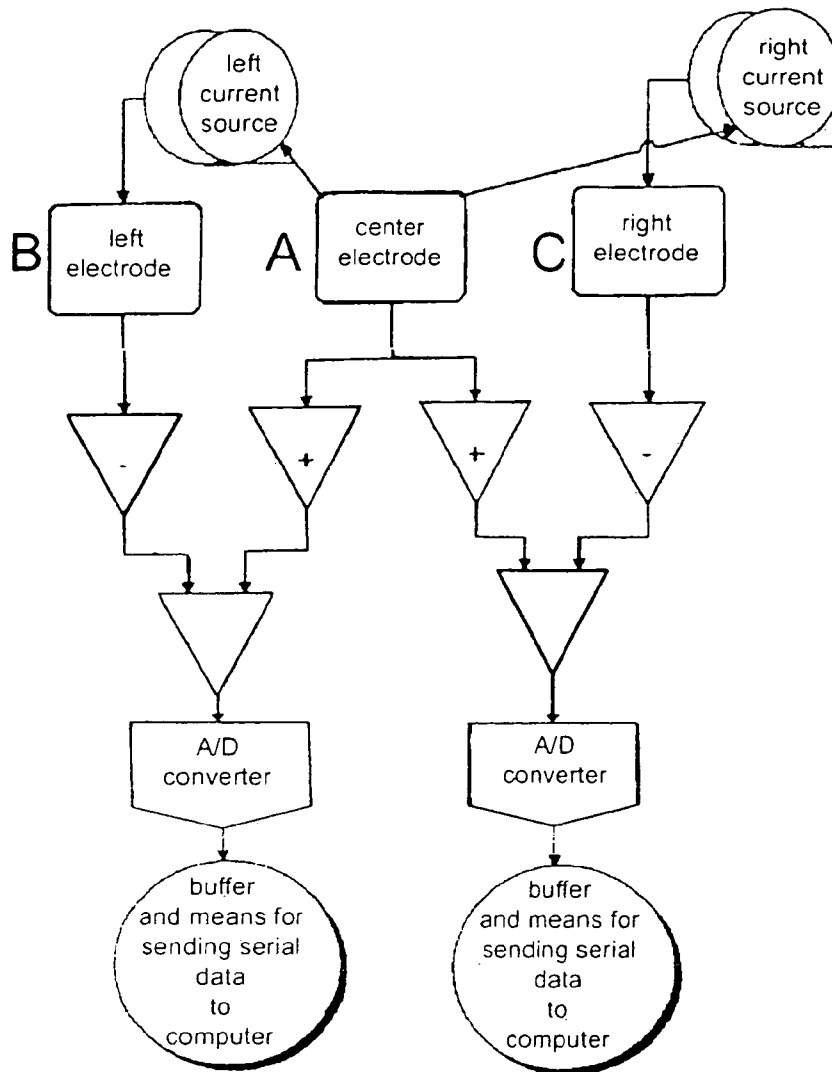 left
current
source
right
current
source
B
left
electrode
A
center
electrode
C
right
electrode
-
+
+
-
A/D
converter
A/D
converter
buffer
and means for
sending serial
data
to
computer
buffer
and means for
sending serial
data
to
computer